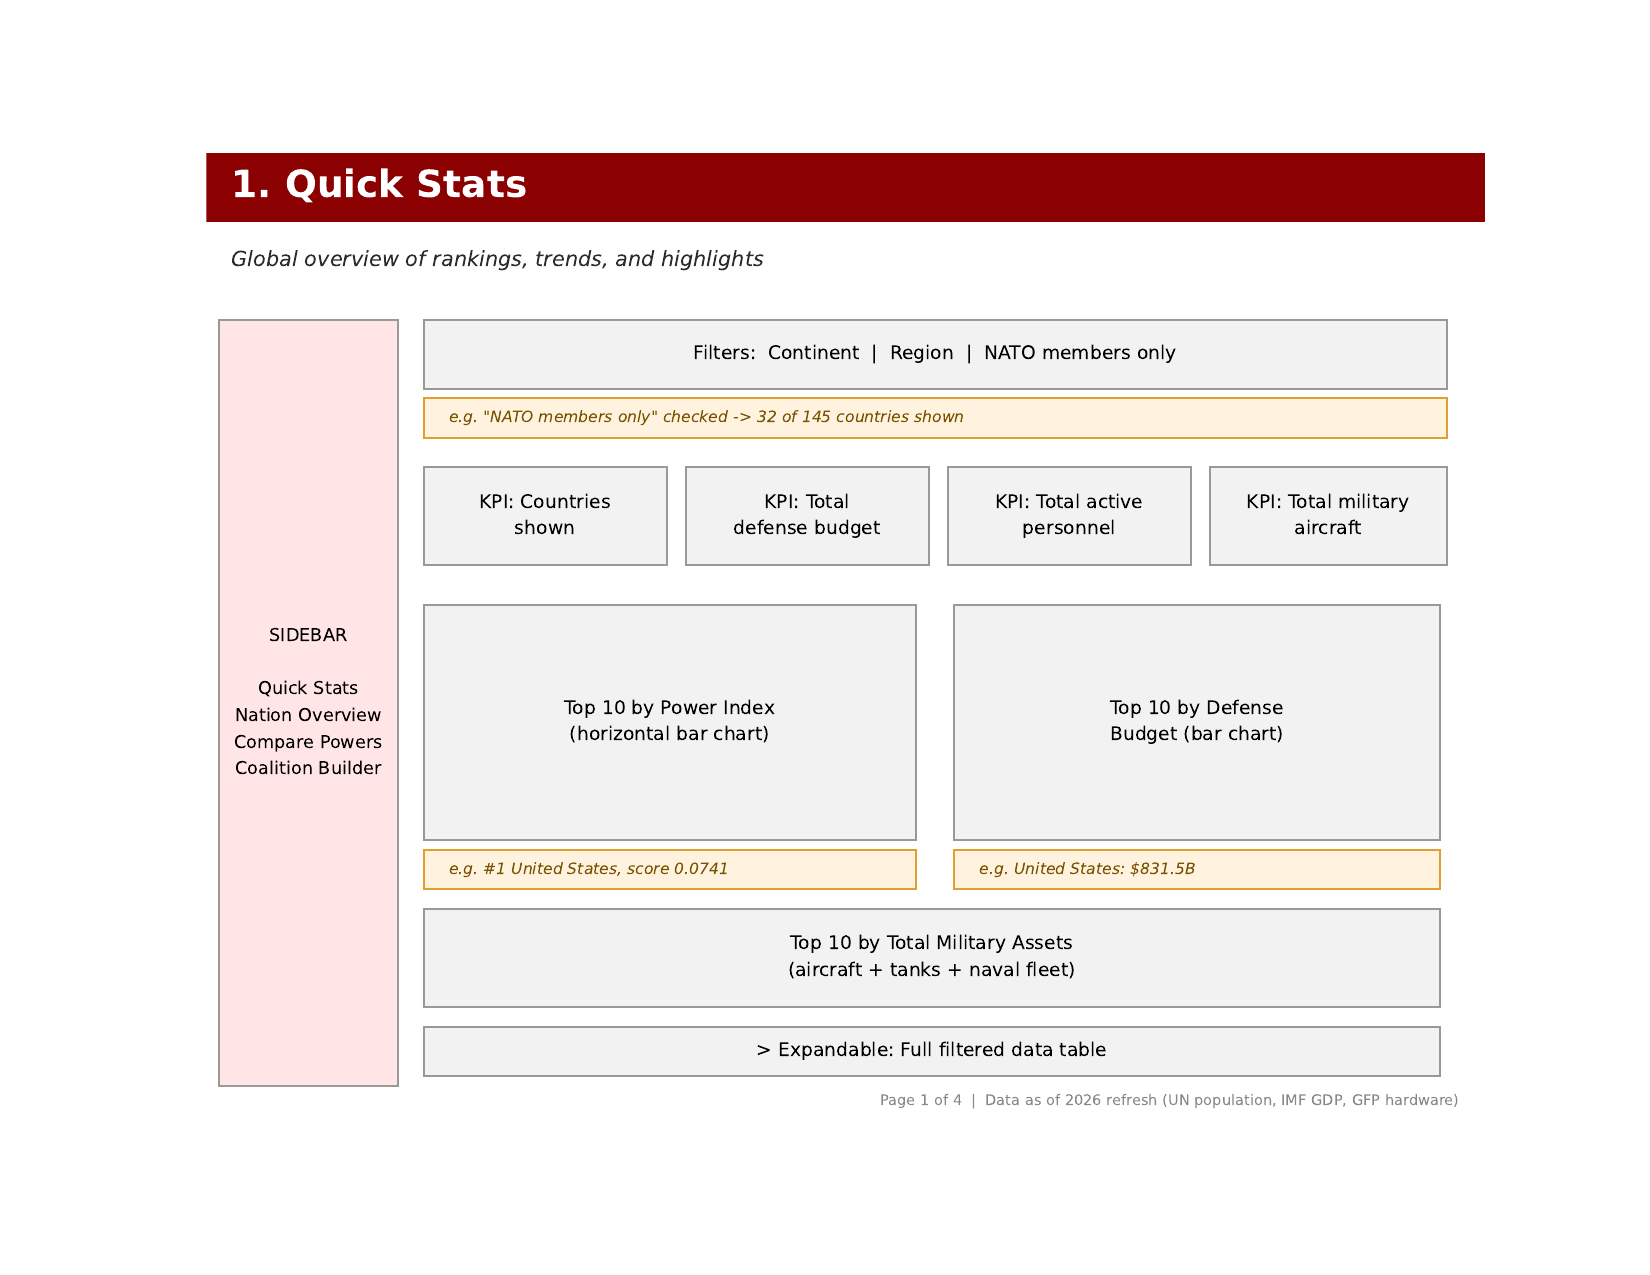 1. Quick Stats
Global overview of rankings, trends, and highlights
SIDEBAR
Quick Stats
Nation Overview
Compare Powers
Coalition Builder
Filters:  Continent  |  Region  |  NATO members only
e.g. "NATO members only" checked -> 32 of 145 countries shown
KPI: Countries
shown
KPI: Total
defense budget
KPI: Total active
personnel
KPI: Total military
aircraft
Top 10 by Power Index
(horizontal bar chart)
Top 10 by Defense
Budget (bar chart)
e.g. #1 United States, score 0.0741
e.g. United States: $831.5B
Top 10 by Total Military Assets
(aircraft + tanks + naval fleet)
> Expandable: Full filtered data table
Page 1 of 4  |  Data as of 2026 refresh (UN population, IMF GDP, GFP hardware)